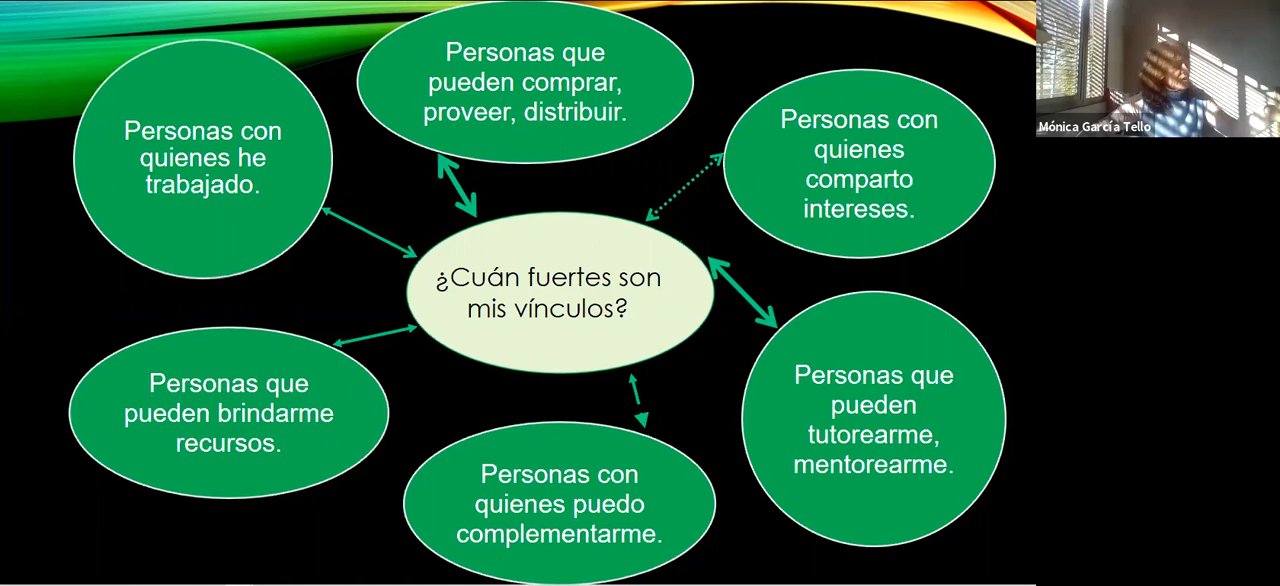 Personas que
pueden comprar,
proveer, distribuir.
Personas con
quienes he
trabajado.
Personas con
quienes
comparto
intereses.
¿Cuán fuertes son
mis vínculos?
Personas que
pueden brindarme
recursos.
Personas que
pueden
tutorearme,
mentorearme.
Personas con
quienes puedo
complementarme.
Mónica García Tello